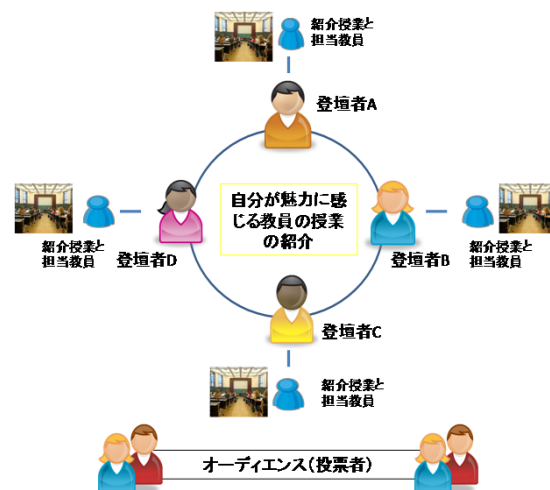 紹介授業と
担当教員
登壇者A
自分が魅力に感
じる教員の授業
の紹介
紹介授業と
担当教員
登壇者D
登壇者B
紹介授業と
担当教員
登壇者C
紹介授業と
担当教員
オーディエンス(投票者)